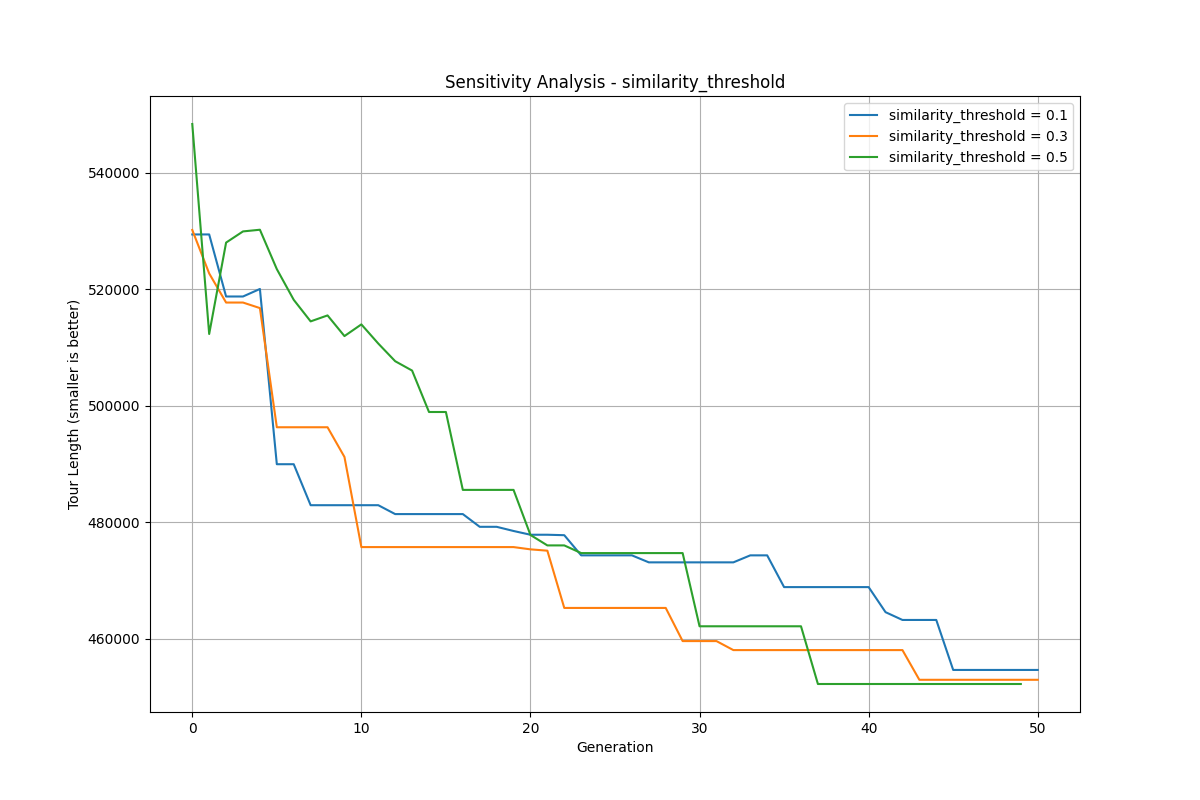 Sensitivity Analysis - similarity_threshold
similarity_threshold = 0.1
similarity_threshold = 0.3
similarity_threshold = 0.5
Tour Length (smaller is better)
540000
520000
500000
480000
460000
0 10 20 30 40 50
Generation